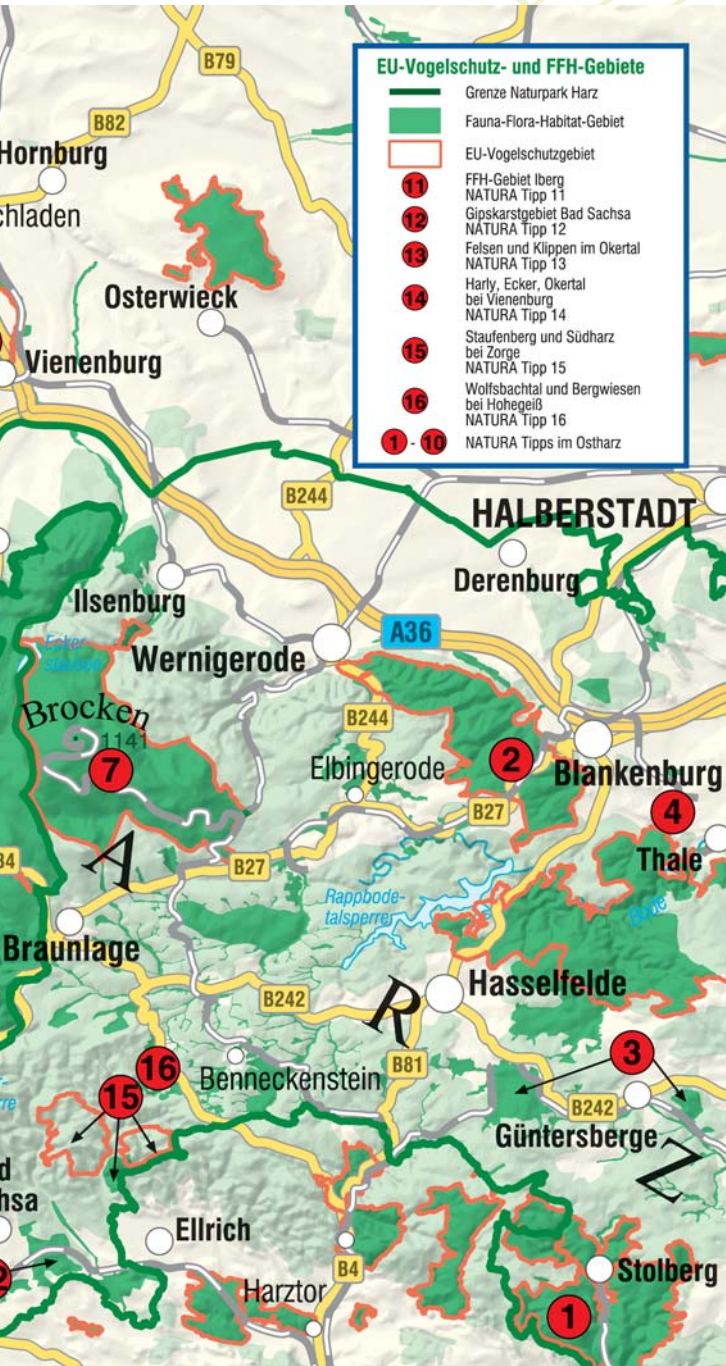 B79
B82
Hornburg
chladen
Osterwieck
Vienenburg
EU-Vogelschutz- und FFH-Gebiete
Grenze Naturpark Harz
Fauna-Flora-Habitat-Gebiet
EU-Vogelschutzgebiet
11 FFH-Gebiet Iberg
NATURA Tipp 11
12 Gipskarstgebiet Bad Sachsa
NATURA Tipp 12
13 Felsen und Klippen im Okertal
NATURA Tipp 13
14 Harly, Ecker, Okertal
bei Vienenburg
NATURA Tipp 14
15 Staufenberg und Südharz
bei Zorge
NATURA Tipp 15
16 Wolfsbachtal und Bergwiesen
bei Hohegeiß
NATURA Tipp 16
1 - 10 NATURA Tipps im Ostharz
B244
HALBERSTADT
Derenburg
Ilsenburg
A36
Ecker-
stausee
Wernigerode
Brocken
1141
7
B244
Elbingerode
2
Blankenburg
B27
4
Thale
A
B27
Rappbode-
talsperre
Bode
Braunlage
Hasselfelde
B242
R
16
15
Benneckenstein
B81
3
B242
Güntersberge
Z
d
hsa
Ellrich
B4
Harztor
Stolberg
1